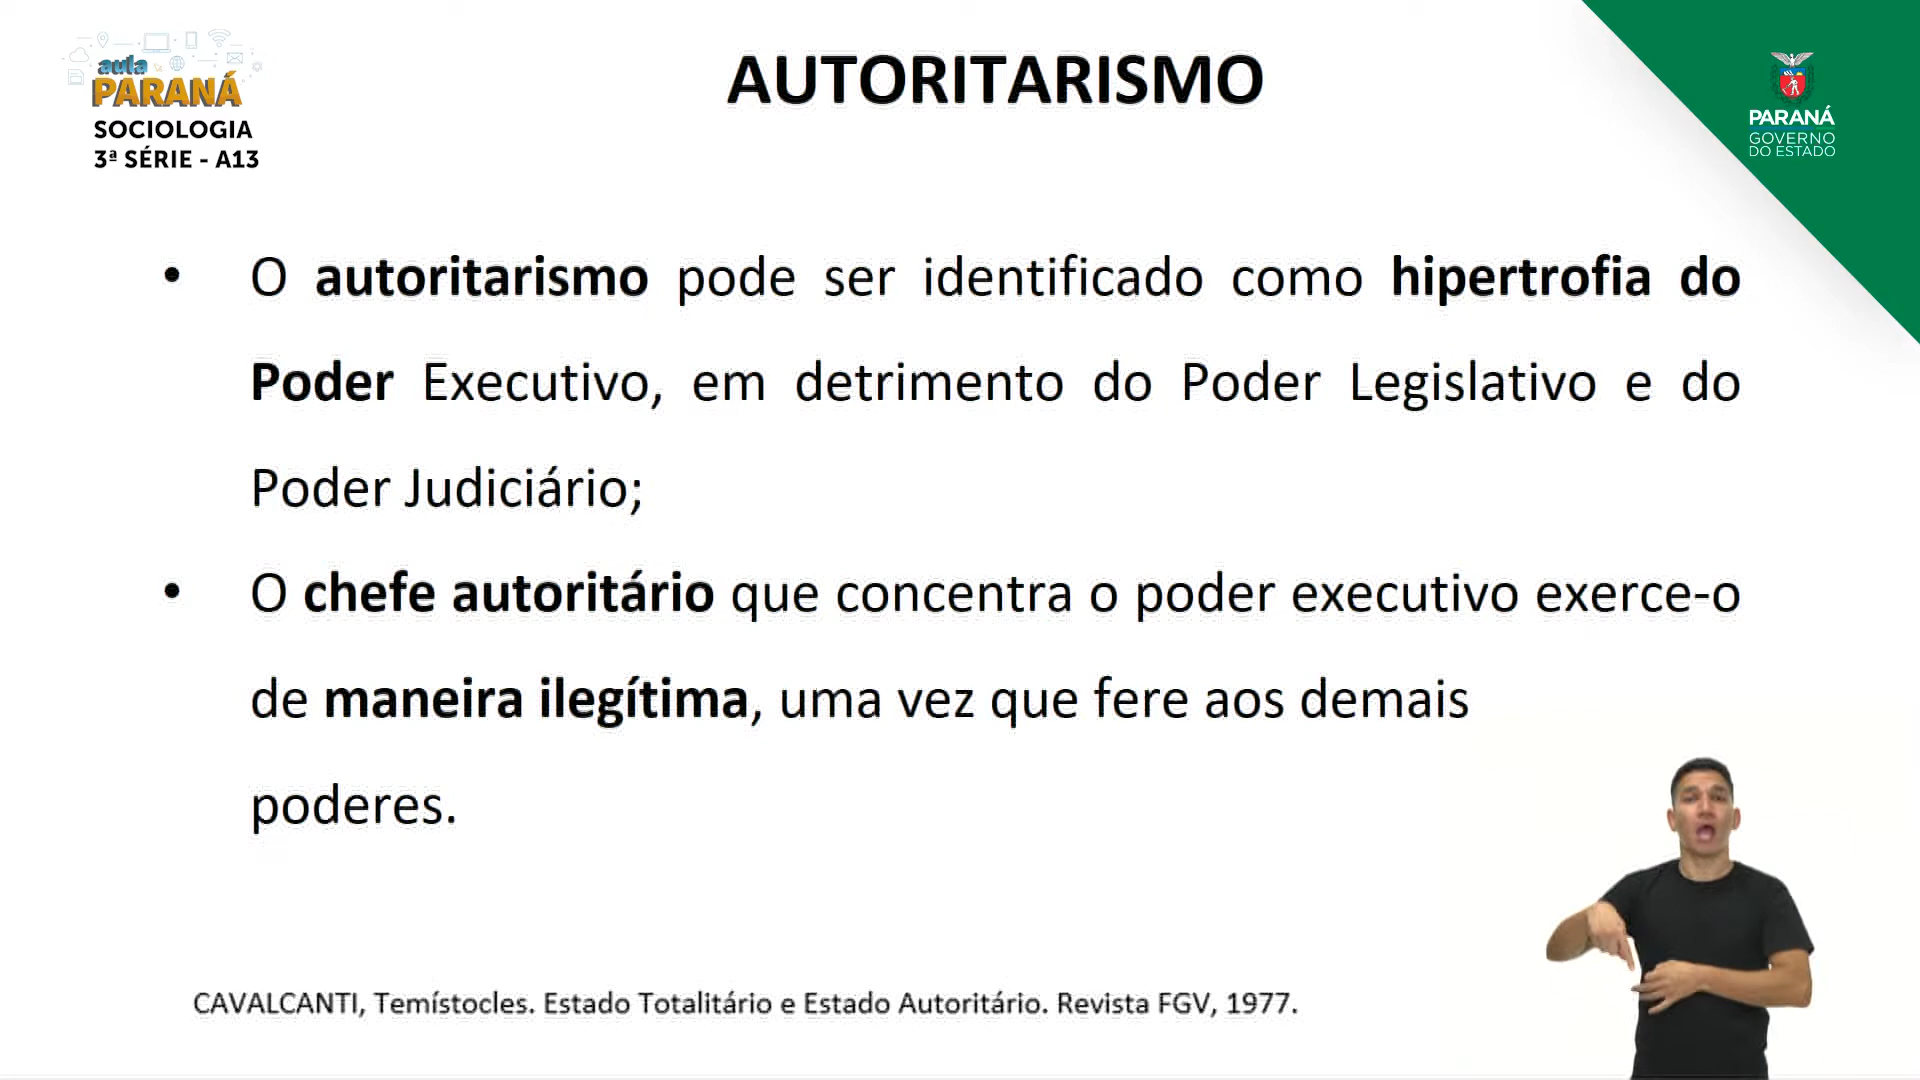 aula
PARANÁ
SOCIOLOGIA
3ª SÉRIE - A13
AUTORITARISMO
PARANÁ
GOVERNO
DO ESTADO
• O autoritarismo pode ser identificado como hipertrofia do
Poder Executivo, em detrimento do Poder Legislativo e do
Poder Judiciário;
• O chefe autoritário que concentra o poder executivo exerce-o
de maneira ilegítima, uma vez que fere aos demais
poderes.
CAVALCANTI, Temístocles. Estado Totalitário e Estado Autoritário. Revista FGV, 1977.